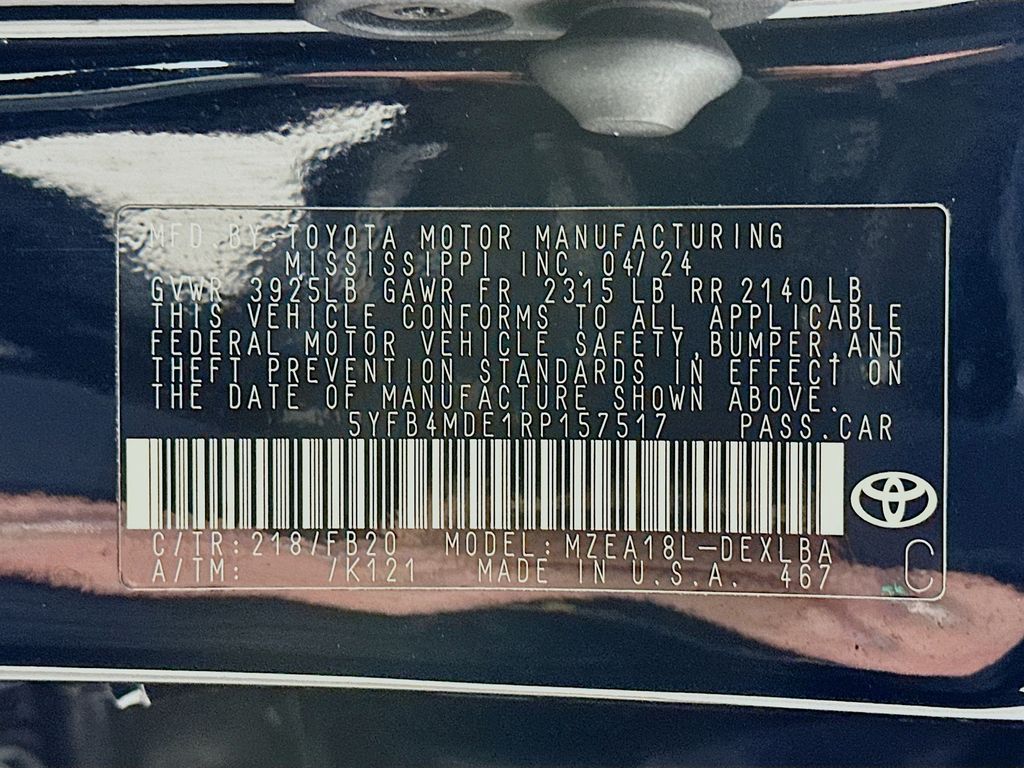 MFD BY TOYOTA MOTOR MANUFACTURING
MISSISSIPPI INC. 04/24
GVWR 3925LB GAWR FR 2315 LB RR 2140 LB
THIS VEHICLE CONFORMS TO ALL APPLICABLE
FEDERAL MOTOR VEHICLE SAFETY,BUMPER,AND
THEFT PREVENTION STANDARDS IN EFFECT ON
THE DATE OF MANUFACTURE SHOWN ABOVE.
5YFB4MDE1RP157517 PASS.CAR
C/TR:218/FB20 MODEL:MZEA18L-DEXLBA
A/TM: /K121 MADE IN U.S.A. 467 C